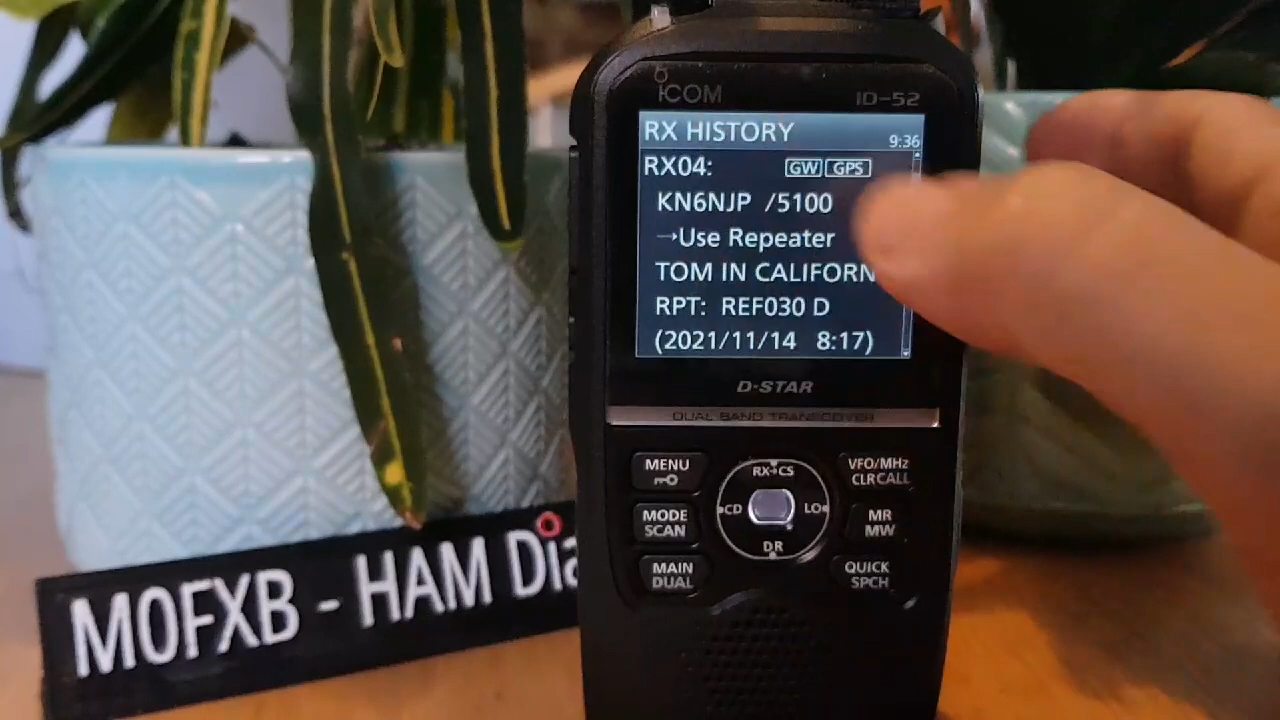 ICOM
ID-52
RX HISTORY
9:36
RX04: GW GPS
KN6NJP /5100
→Use Repeater
TOM IN CALIFORN
RPT: REF030 D
(2021/11/14 8:17)
D-STAR
DUAL BAND TRANSCEIVER
MENU
RX→CS
VFO/MHz
CLR CALL
MODE
SCAN
CD
LO
MR
MW
MAIN
DUAL
DR
QUICK
SPCH
M0FXB - HAM Dia